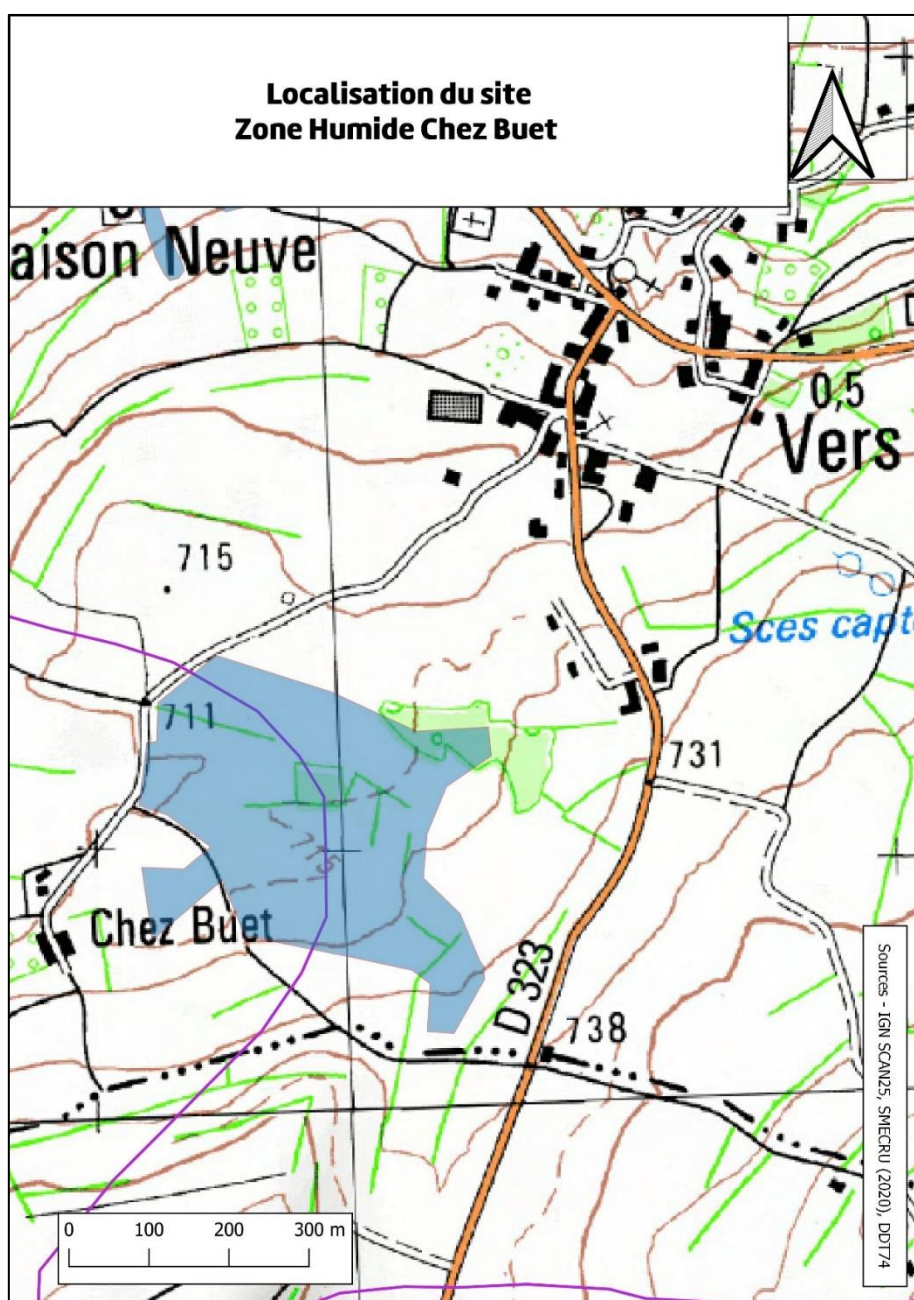 Localisation du site
Zone Humide Chez Buet
aison Neuve
0,5
Vers
715
Sces capt
711
731
715
Chez Buet
D 323
738
0 100 200 300 m
Sources - IGN SCAN25, SMECRU (2020), DDT74